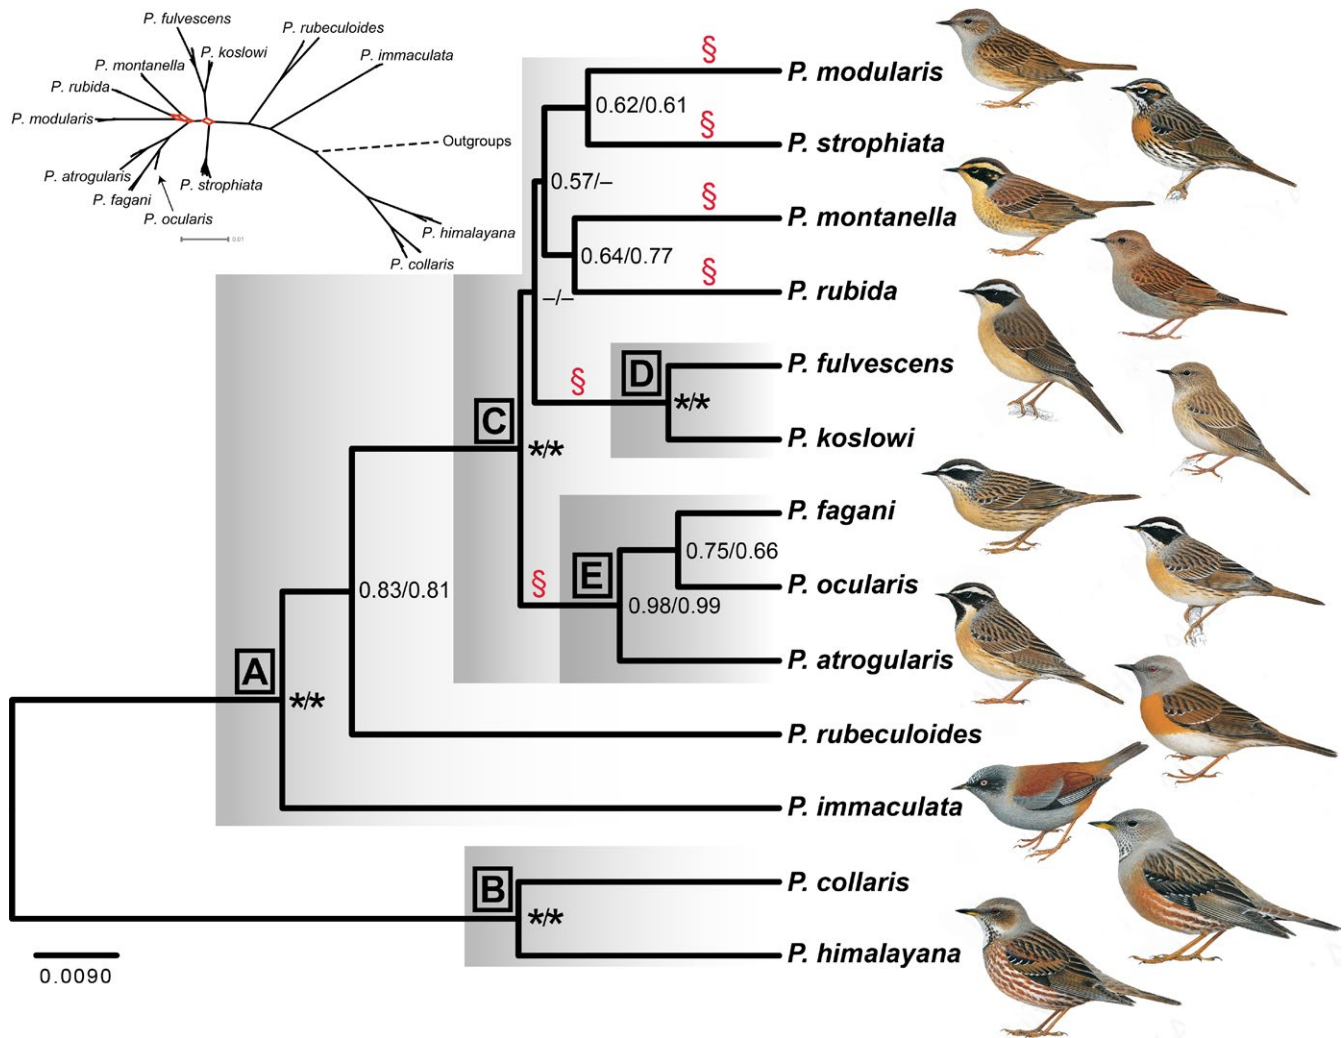 P. fulvescens
P. koslowi
P. rubeculoides
P. immaculata
P. montanella
P. rubida
P. modularis
Outgroups
P. atrogularis
P. fagani
P. ocularis
P. strophiata
P. himalayana
P. collaris
0.01
§
P. modularis
0.62/0.61
§
P. strophiata
0.57/–
§
P. montanella
0.64/0.77
§
P. rubida
–/–
P. fulvescens
§
D
*/*
P. koslowi
C
*/*
P. fagani
0.75/0.66
§
E
P. ocularis
0.98/0.99
0.83/0.81
P. atrogularis
A
*/*
P. rubeculoides
P. immaculata
P. collaris
B
*/*
P. himalayana
0.0090